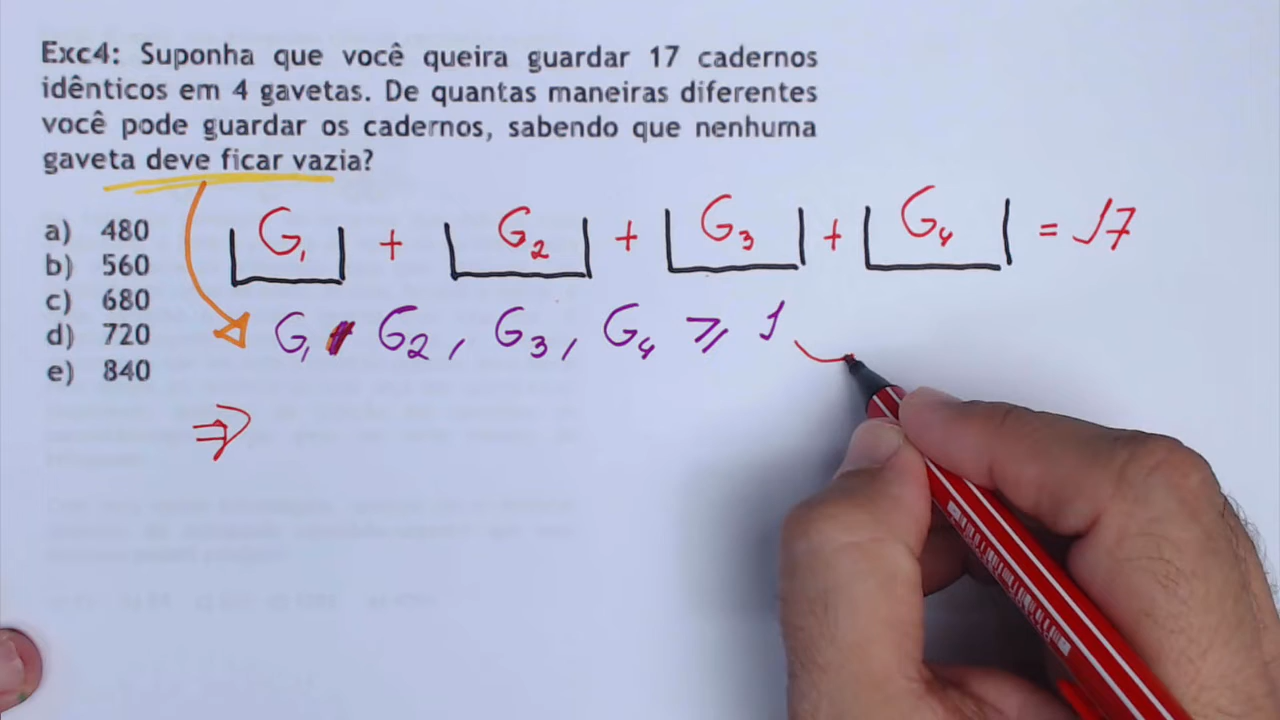 Exc4: Suponha que você queira guardar 17 cadernos
idênticos em 4 gavetas. De quantas maneiras diferentes
você pode guardar os cadernos, sabendo que nenhuma
gaveta deve ficar vazia?
a) 480
b) 560
c) 680
d) 720
e) 840
G₁ + G₂ + G₃ + G₄ = 17
G₁, G₂, G₃, G₄ ⩾ 1
⇒